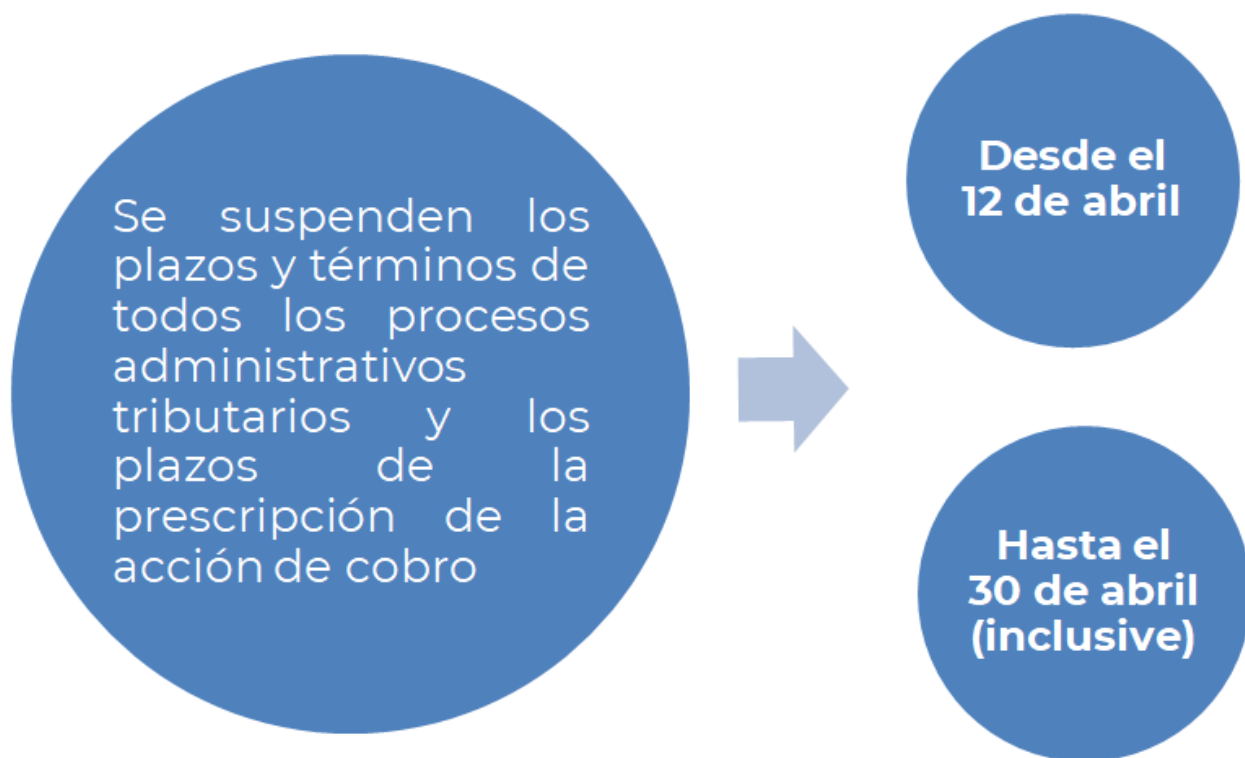 Se suspenden los
plazos y términos de
todos los procesos
administrativos
tributarios y los
plazos de la
prescripción de la
acción de cobro
Desde el
12 de abril
Hasta el
30 de abril
(inclusive)